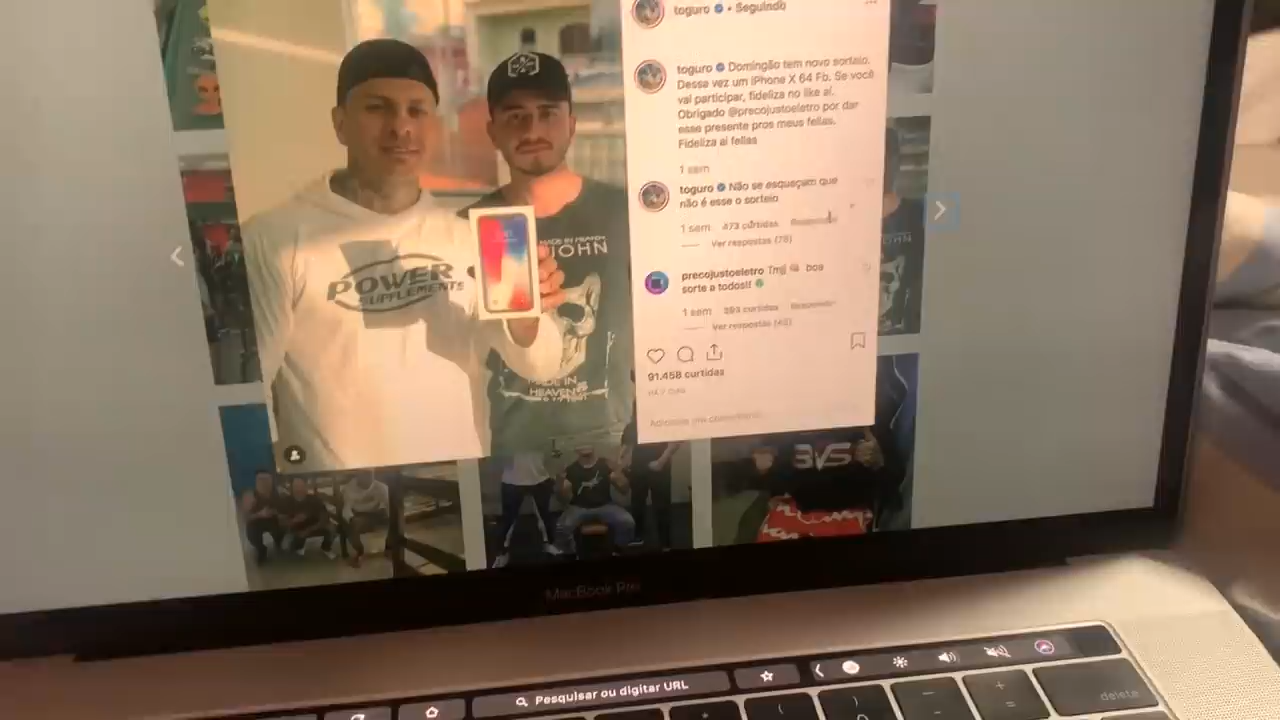 toguro • Seguindo
toguro Domingão tem novo sorteio.
Dessa vez um iPhone X 64 Fb. Se você
vai participar, fideliza no like aí.
Obrigado @precojustoeletro por dar
esse presente pros meus fellas.
Fideliza aí fellas
1 sem
toguro Não se esqueçam que
não é esse o sorteio
1 sem 473 curtidas Responder
Ver respostas (78)
precojustoeletro Tmjj boa
sorte a todos!!
1 sem 293 curtidas Responder
Ver respostas (45)
91.458 curtidas
HÁ 7 DIAS
Adicione um comentário...
POWER
SUPPLEMENTS
MADE IN HEAVEN
JOHN
MADE IN
HEAVEN
3VS
MacBook Pro
Pesquisar ou digitar URL
delete